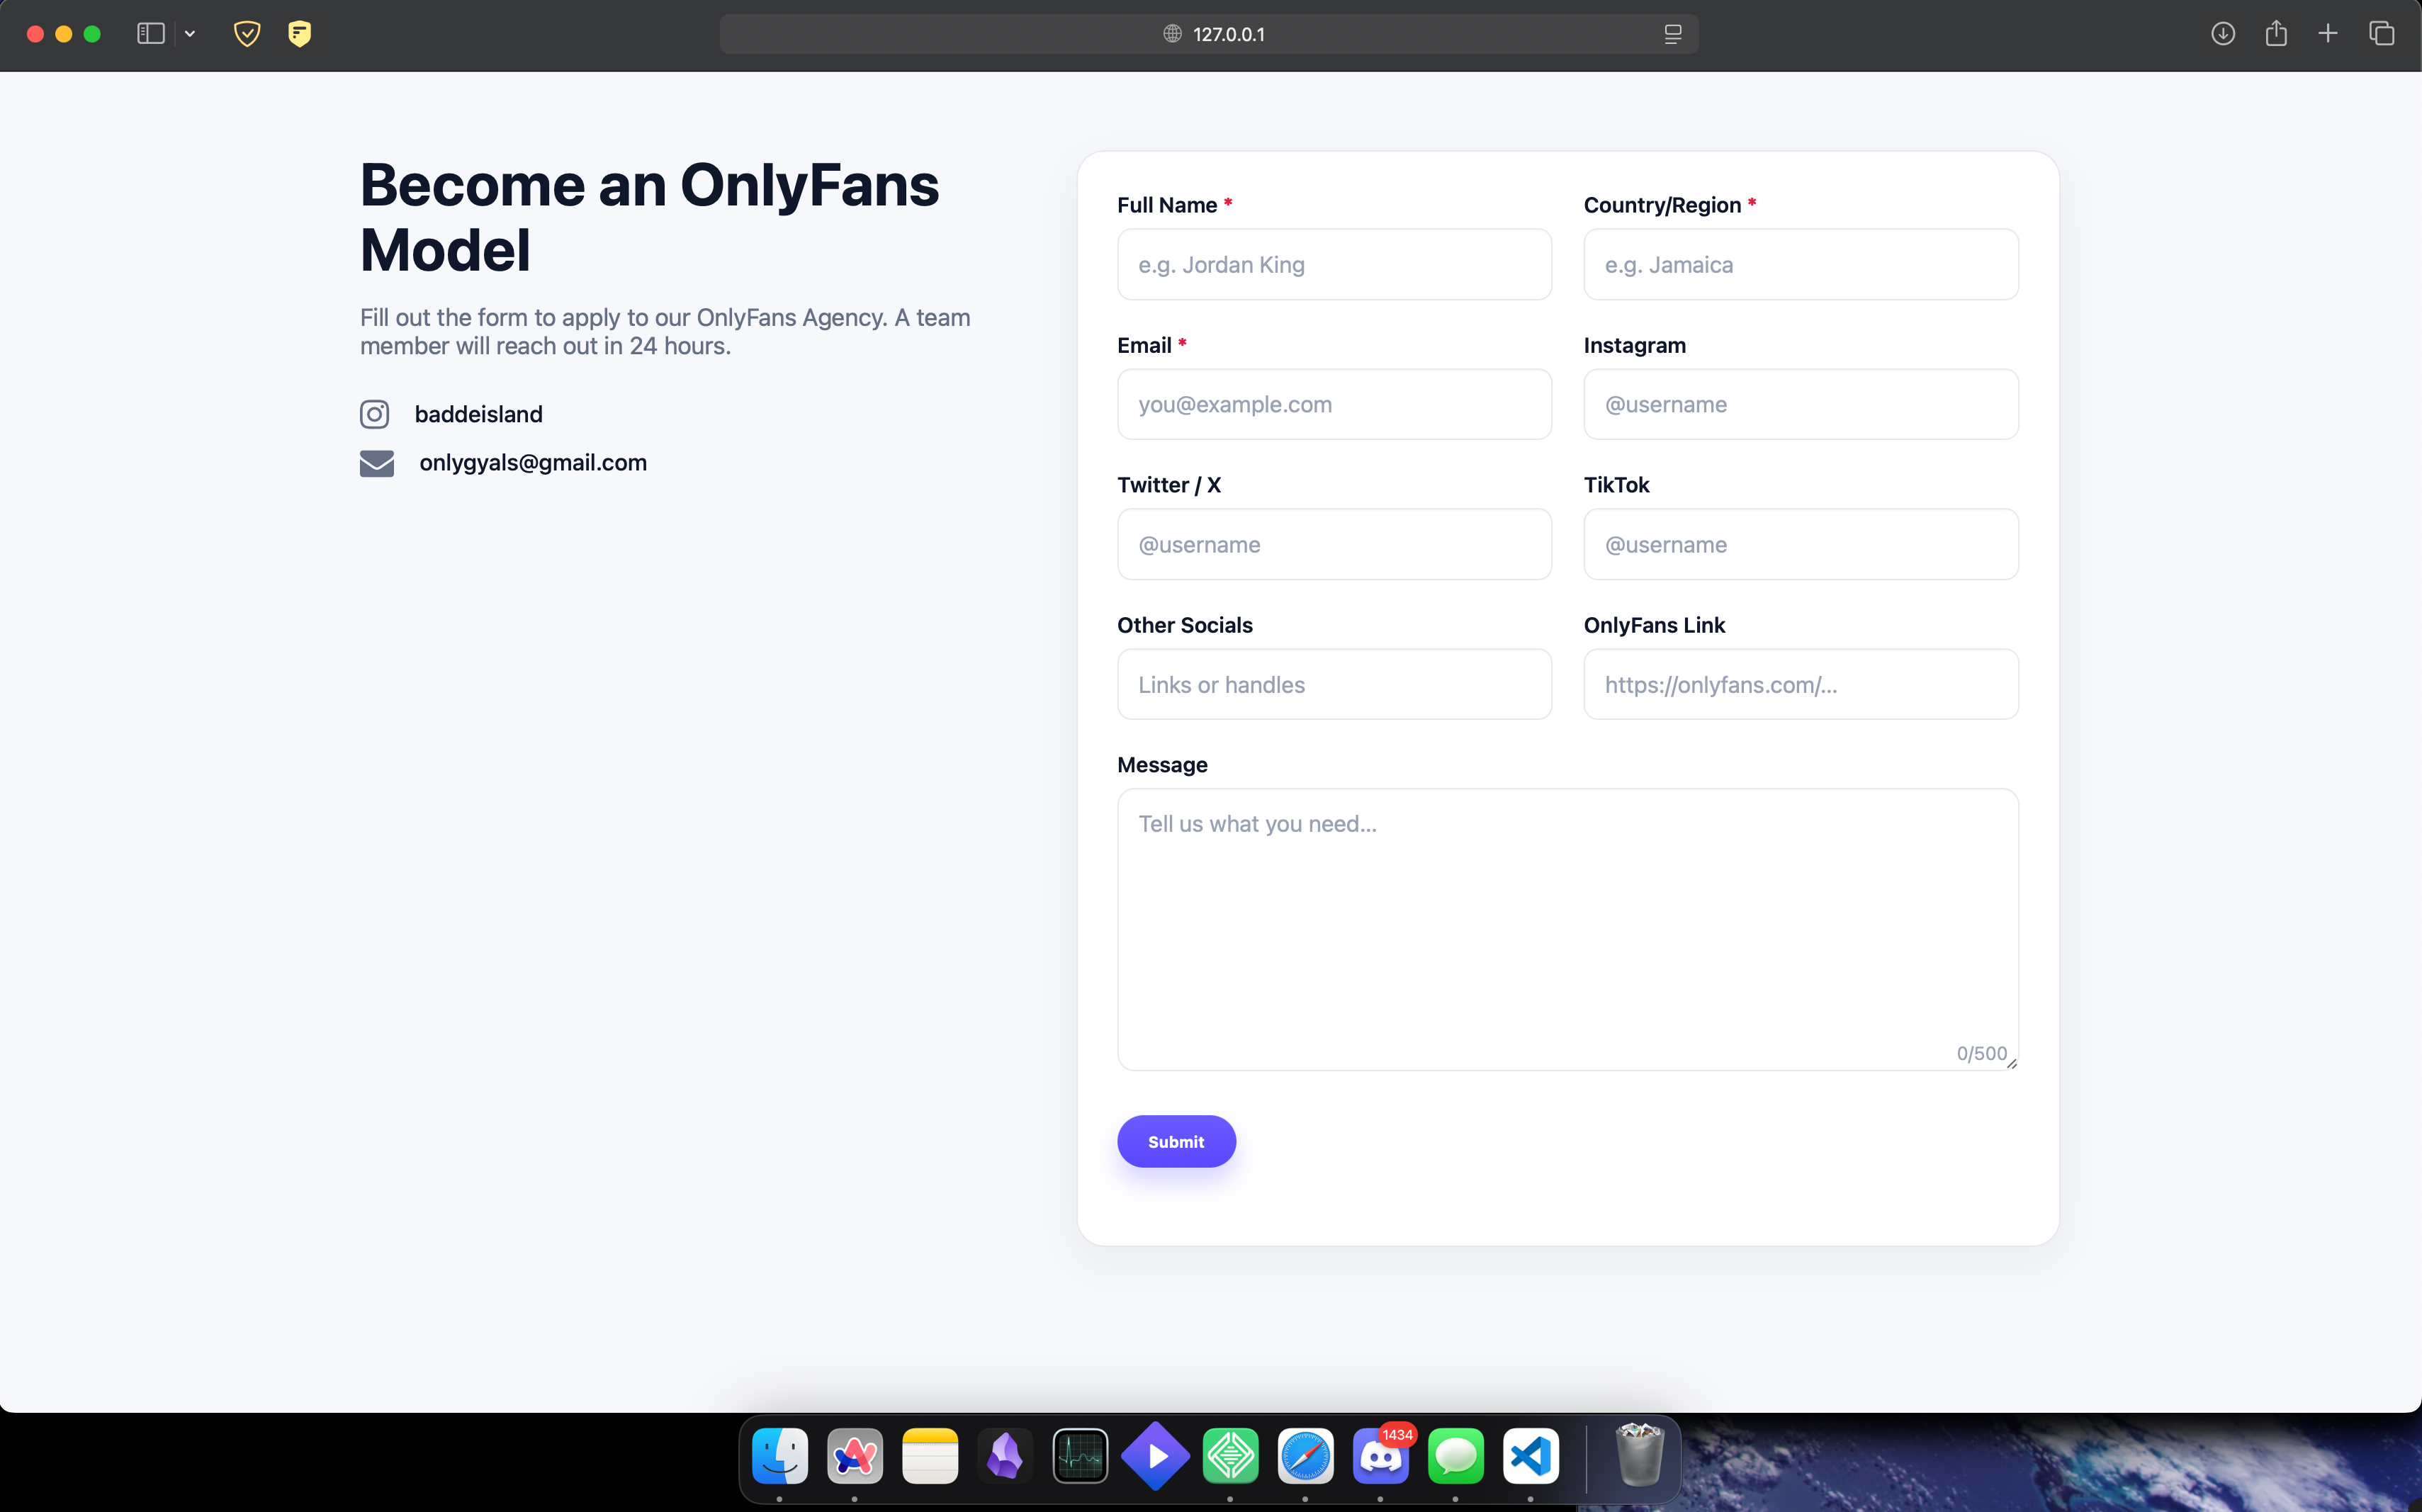 127.0.0.1
Become an OnlyFans
Model
Fill out the form to apply to our OnlyFans Agency. A team
member will reach out in 24 hours.
baddeisland
onlygyals@gmail.com
Full Name *
e.g. Jordan King
Country/Region *
e.g. Jamaica
Email *
you@example.com
Instagram
@username
Twitter / X
@username
TikTok
@username
Other Socials
Links or handles
OnlyFans Link
https://onlyfans.com/...
Message
Tell us what you need...
0/500
Submit
1434